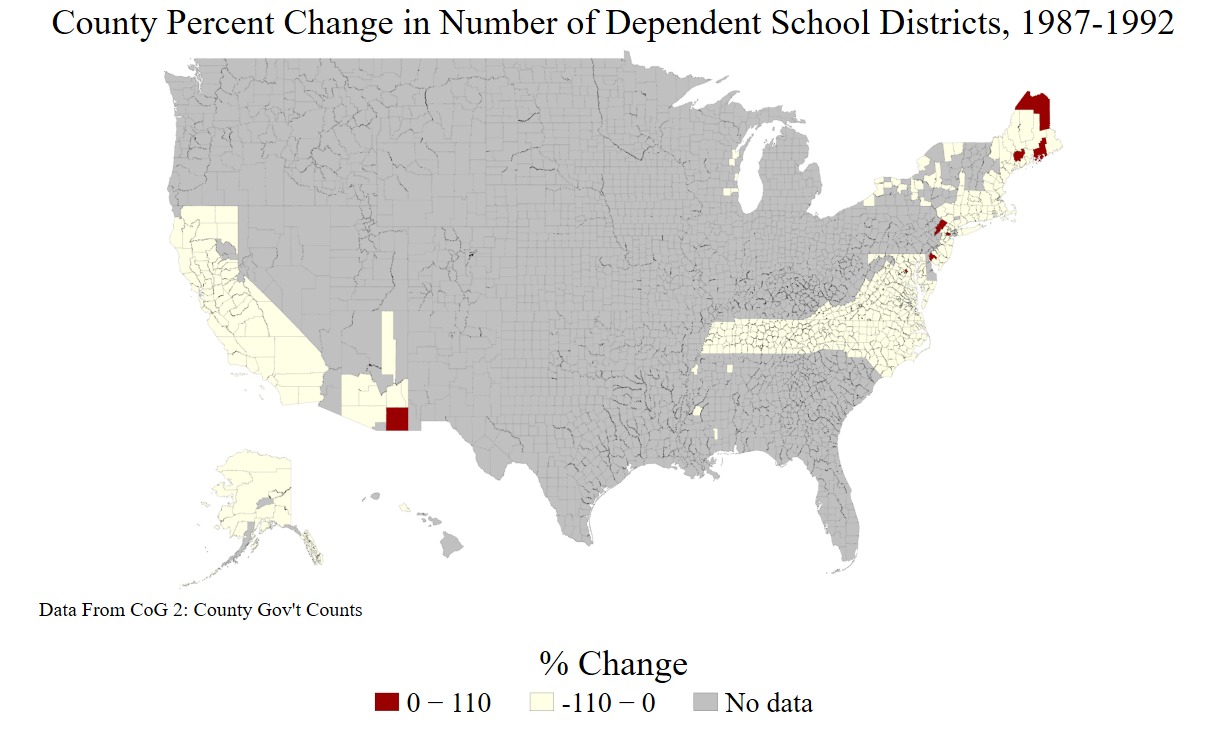 County Percent Change in Number of Dependent School Districts, 1987-1992
Data From CoG 2: County Gov't Counts
% Change
0 − 110
-110 − 0
No data